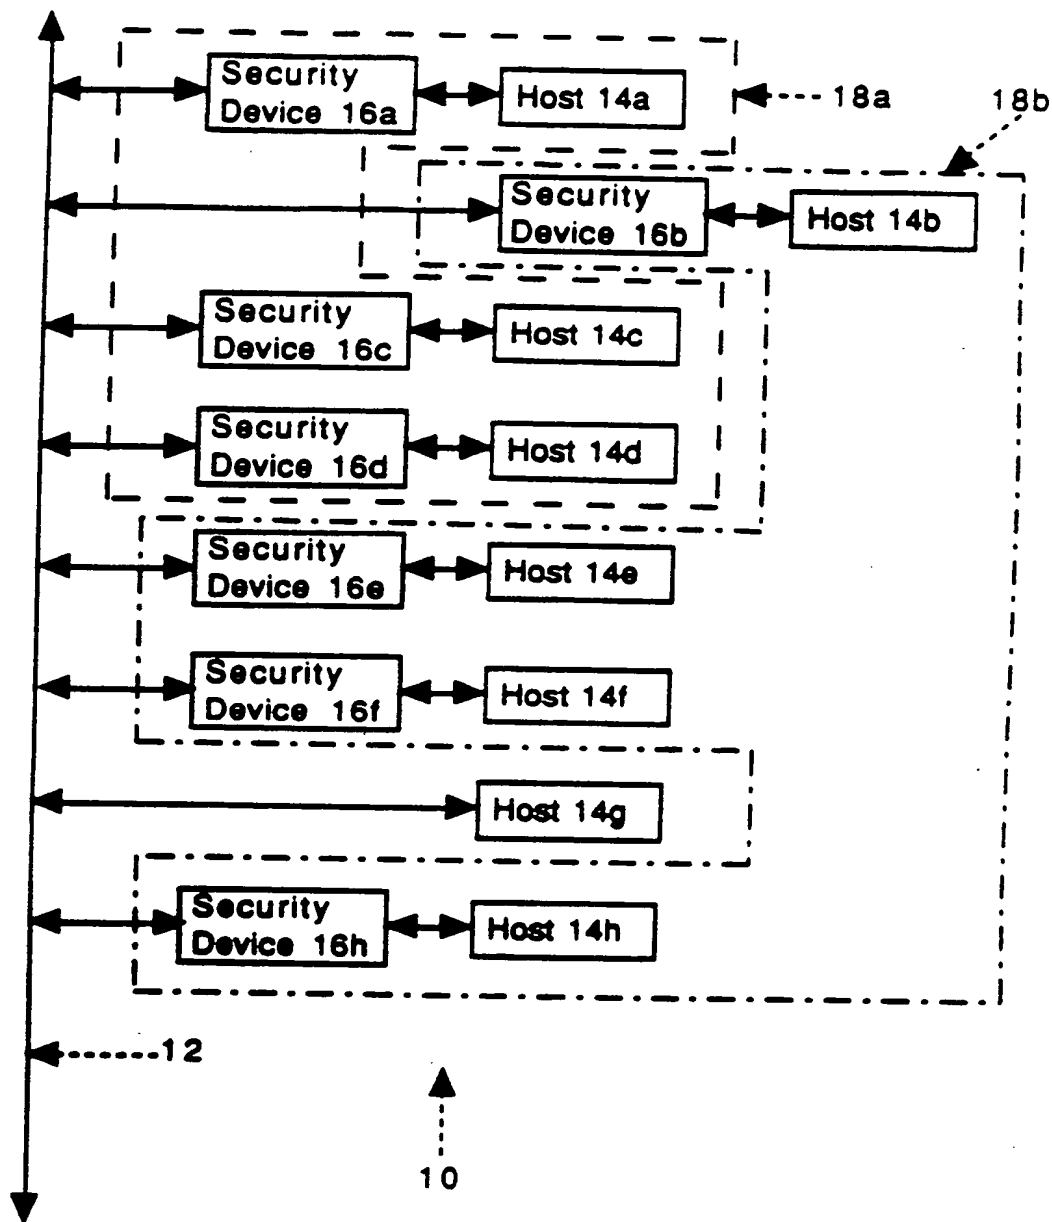 Security
Device 16a
Host 14a
18a
18b
Security
Device 16b
Host 14b
Security
Device 16c
Host 14c
Security
Device 16d
Host 14d
Security
Device 16e
Host 14e
Security
Device 16f
Host 14f
Host 14g
Security
Device 16h
Host 14h
12
10